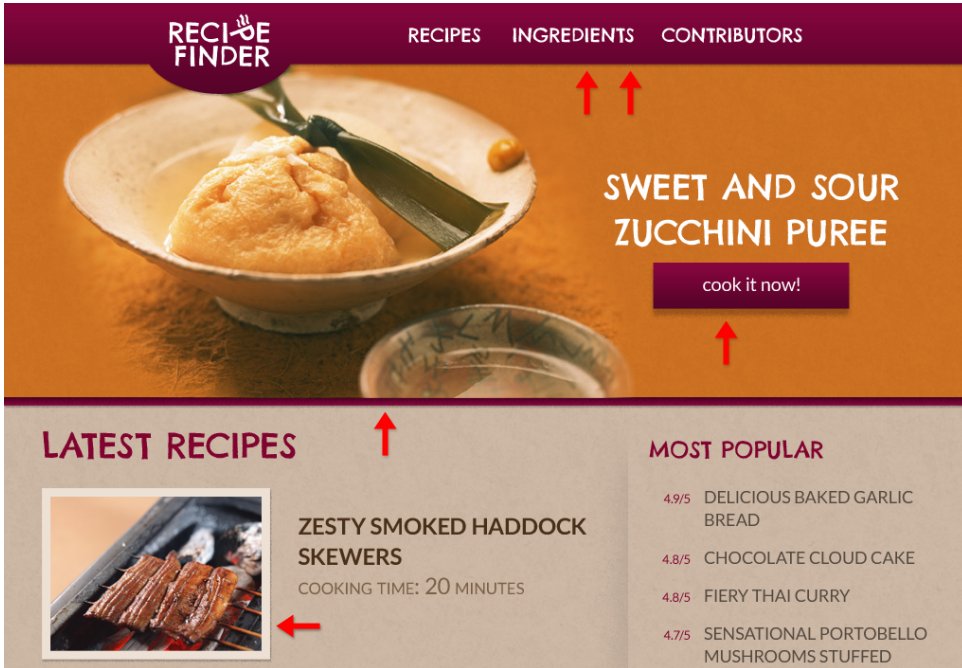 RECIPE
FINDER
RECIPES INGREDIENTS CONTRIBUTORS
SWEET AND SOUR
ZUCCHINI PUREE
cook it now!
LATEST RECIPES
ZESTY SMOKED HADDOCK
SKEWERS
COOKING TIME: 20 MINUTES
MOST POPULAR
4.9/5 DELICIOUS BAKED GARLIC
BREAD
4.8/5 CHOCOLATE CLOUD CAKE
4.8/5 FIERY THAI CURRY
4.7/5 SENSATIONAL PORTOBELLO
MUSHROOMS STUFFED